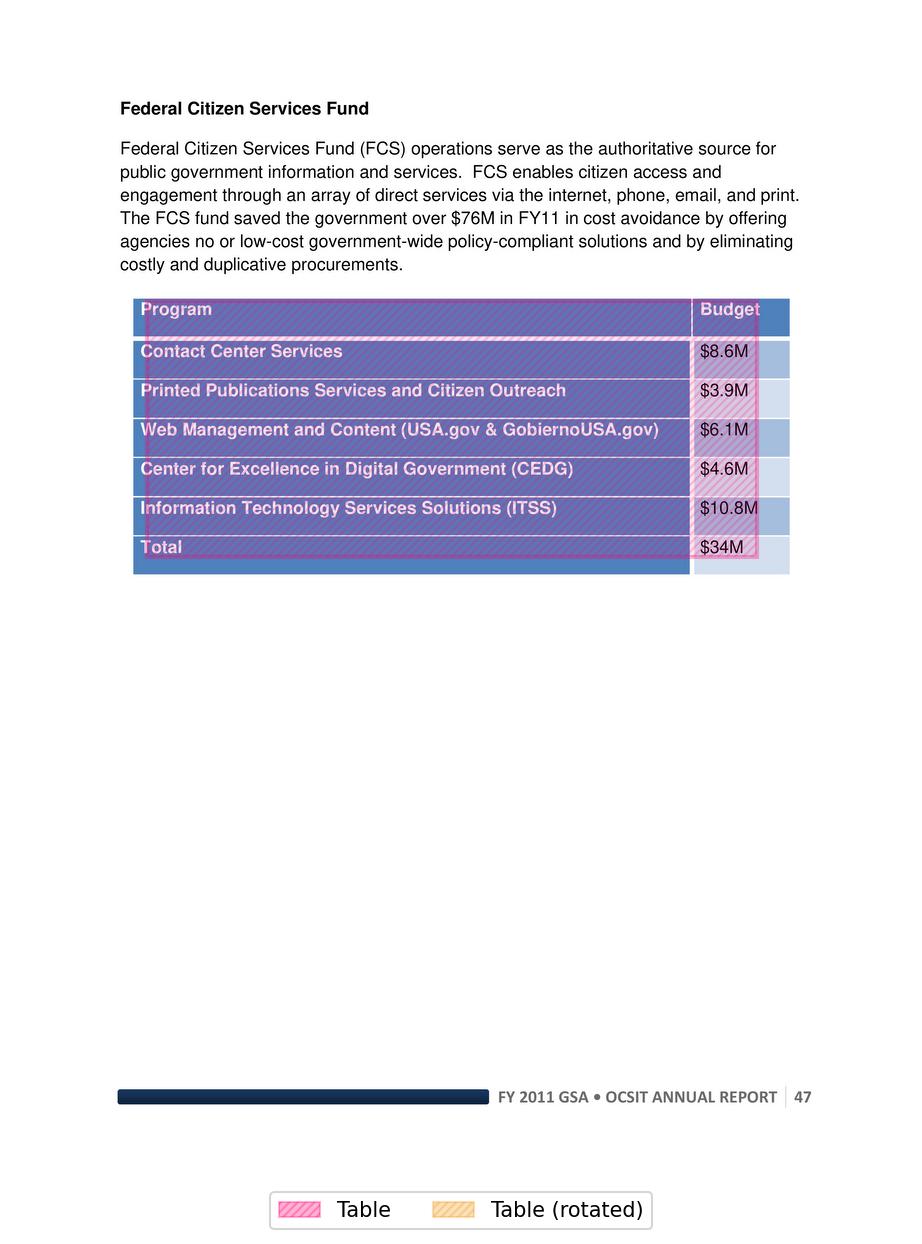 Federal Citizen Services Fund
Federal Citizen Services Fund (FCS) operations serve as the authoritative source for
public government information and services.  FCS enables citizen access and
engagement through an array of direct services via the internet, phone, email, and print.
The FCS fund saved the government over $76M in FY11 in cost avoidance by offering
agencies no or low-cost government-wide policy-compliant solutions and by eliminating
costly and duplicative procurements.
Program Budget
Contact Center Services $8.6M
Printed Publications Services and Citizen Outreach $3.9M
Web Management and Content (USA.gov & GobiernoUSA.gov) $6.1M
Center for Excellence in Digital Government (CEDG) $4.6M
Information Technology Services Solutions (ITSS) $10.8M
Total $34M
FY 2011 GSA • OCSIT ANNUAL REPORT 47
Table Table (rotated)